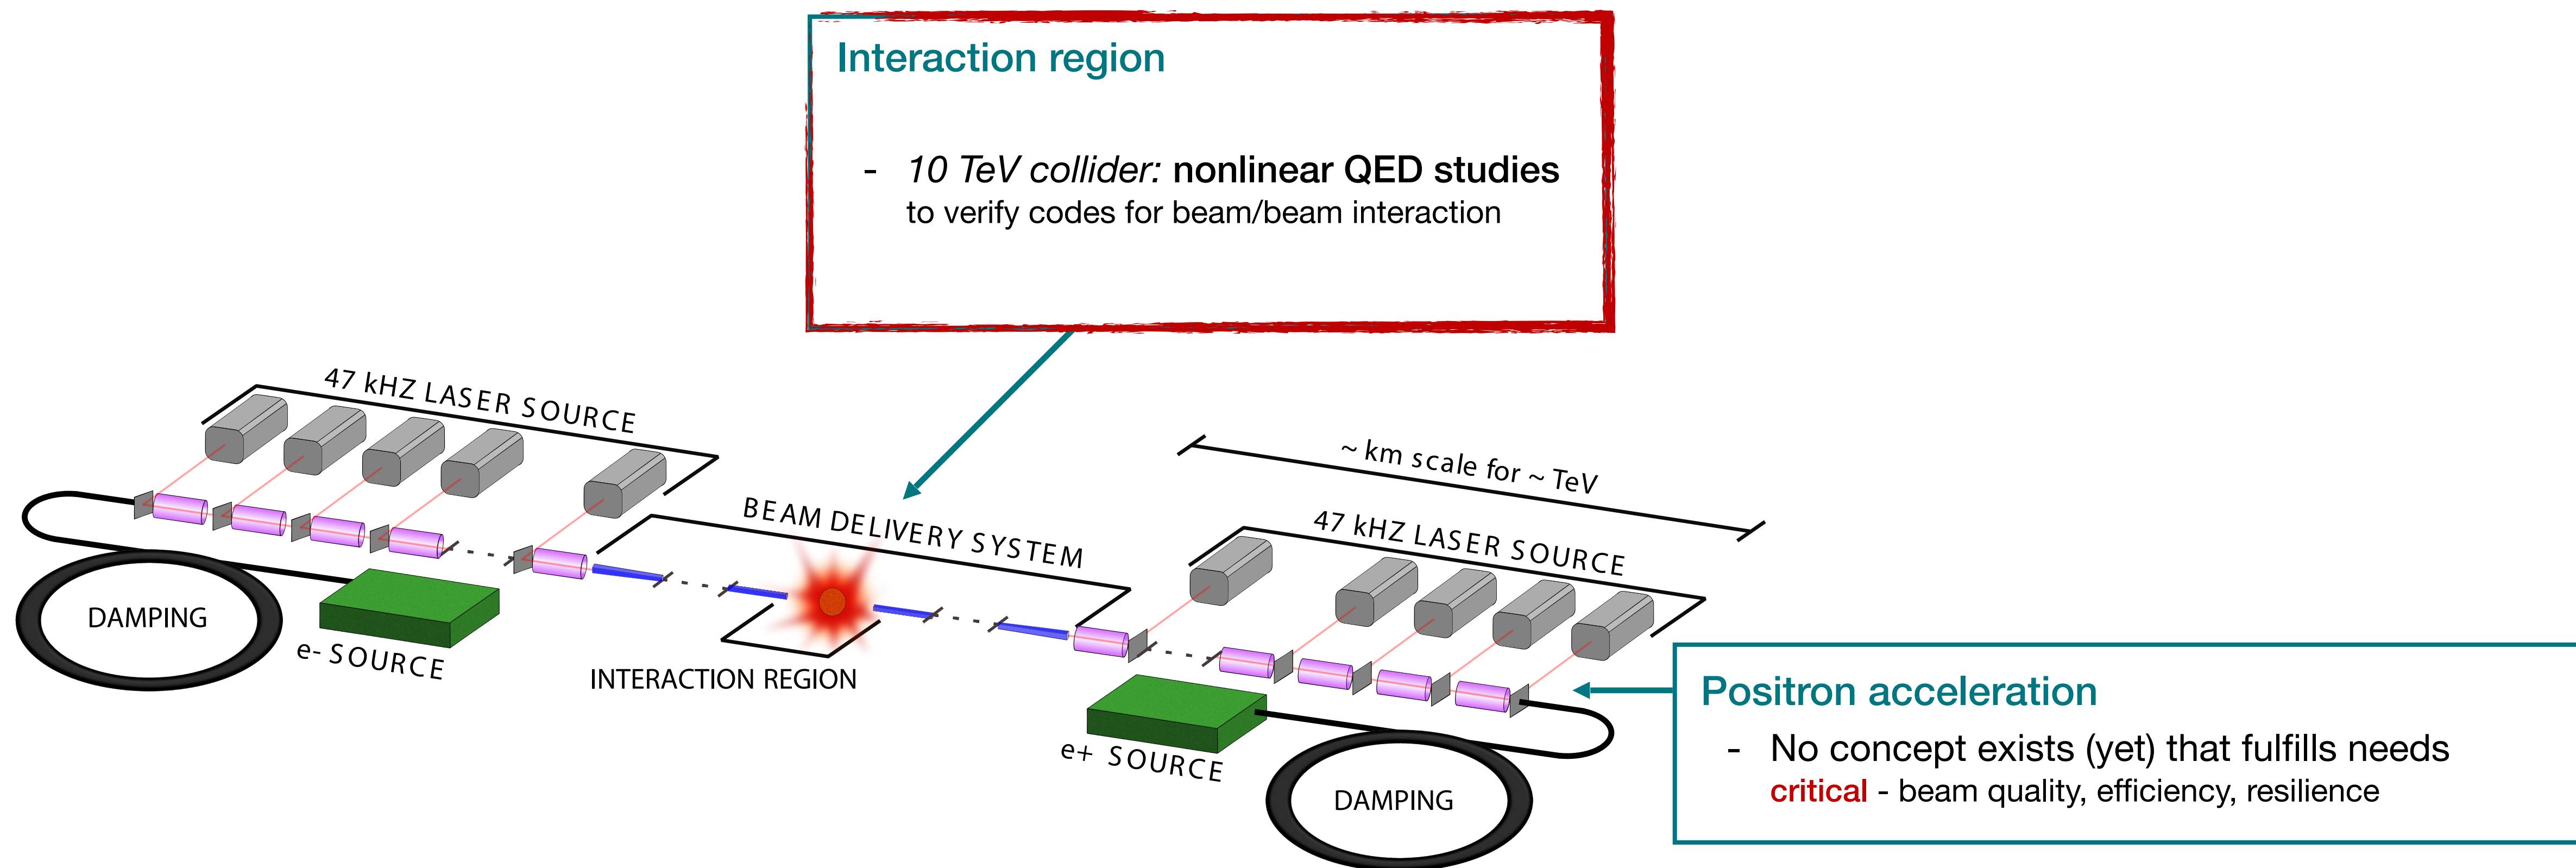 Interaction region
- 10 TeV collider: nonlinear QED studies
to verify codes for beam/beam interaction
47 kHZ LASER SOURCE
~ km scale for ~ TeV
BEAM DELIVERY SYSTEM
47 kHZ LASER SOURCE
DAMPING
e- SOURCE
INTERACTION REGION
Positron acceleration
- No concept exists (yet) that fulfills needs
critical - beam quality, efficiency, resilience
e+ SOURCE
DAMPING